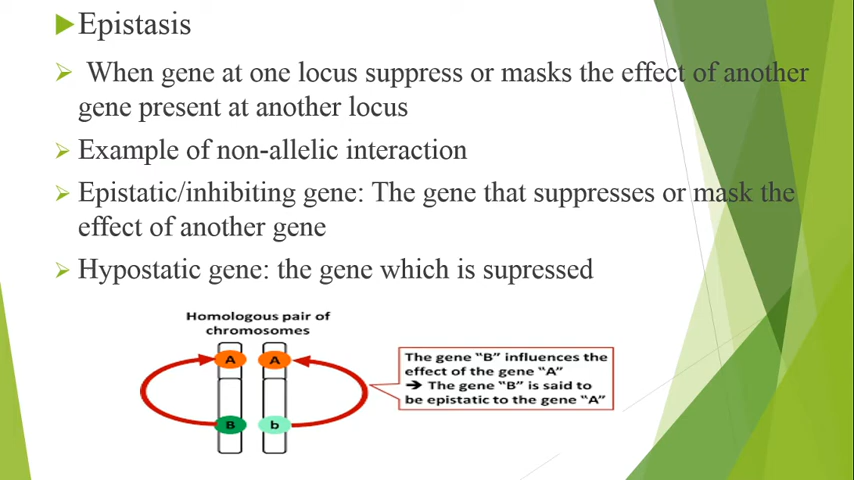 Epistasis
When gene at one locus suppress or masks the effect of another
gene present at another locus
Example of non-allelic interaction
Epistatic/inhibiting gene: The gene that suppresses or mask the
effect of another gene
Hypostatic gene: the gene which is supressed
Homologous pair of
chromosomes
A A
B b
The gene "B" influences the
effect of the gene "A"
➔ The gene "B" is said to
be epistatic to the gene "A"